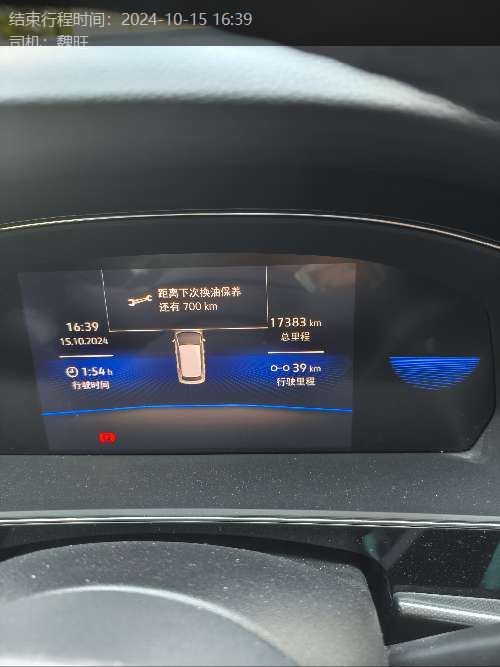 结束行程时间：2024-10-15 16:39
司机：魏旺
距离下次换油保养
还有 700 km
16:39
15.10.2024
17383 km
总里程
1:54 h
行驶时间
39 km
行驶里程